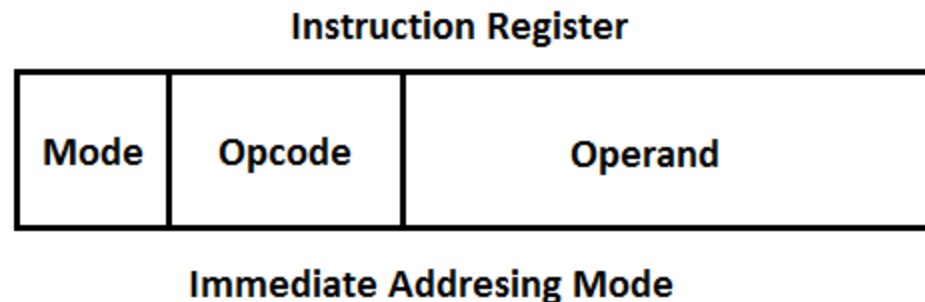 Instruction Register
Mode Opcode Operand
Immediate Addresing Mode